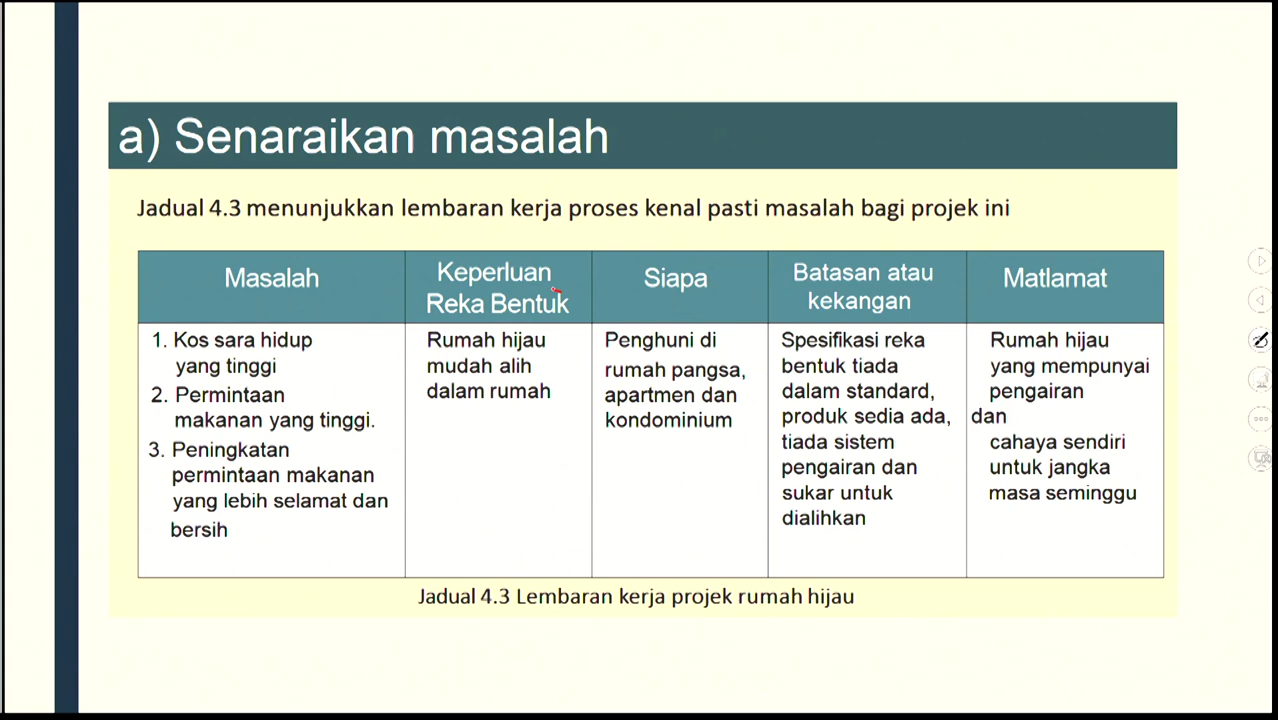 a) Senaraikan masalah
Jadual 4.3 menunjukkan lembaran kerja proses kenal pasti masalah bagi projek ini
Masalah
Keperluan
Reka Bentuk
Siapa
Batasan atau
kekangan
Matlamat
1. Kos sara hidup
yang tinggi
2. Permintaan
makanan yang tinggi.
3. Peningkatan
permintaan makanan
yang lebih selamat dan
bersih
Rumah hijau
mudah alih
dalam rumah
Penghuni di
rumah pangsa,
apartmen dan
kondominium
Spesifikasi reka
bentuk tiada
dalam standard,
produk sedia ada,
tiada sistem
pengairan dan
sukar untuk
dialihkan
Rumah hijau
yang mempunyai
pengairan
dan
cahaya sendiri
untuk jangka
masa seminggu
Jadual 4.3 Lembaran kerja projek rumah hijau